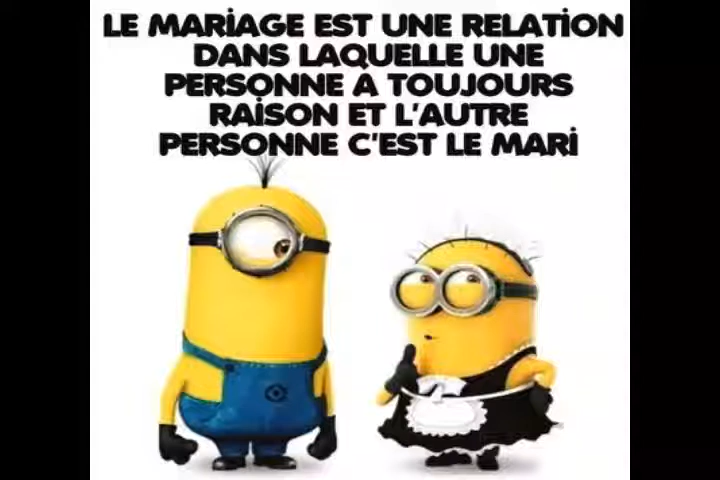 LE MARIAGE EST UNE RELATION
DANS LAQUELLE UNE
PERSONNE A TOUJOURS
RAISON ET L'AUTRE
PERSONNE C'EST LE MARI